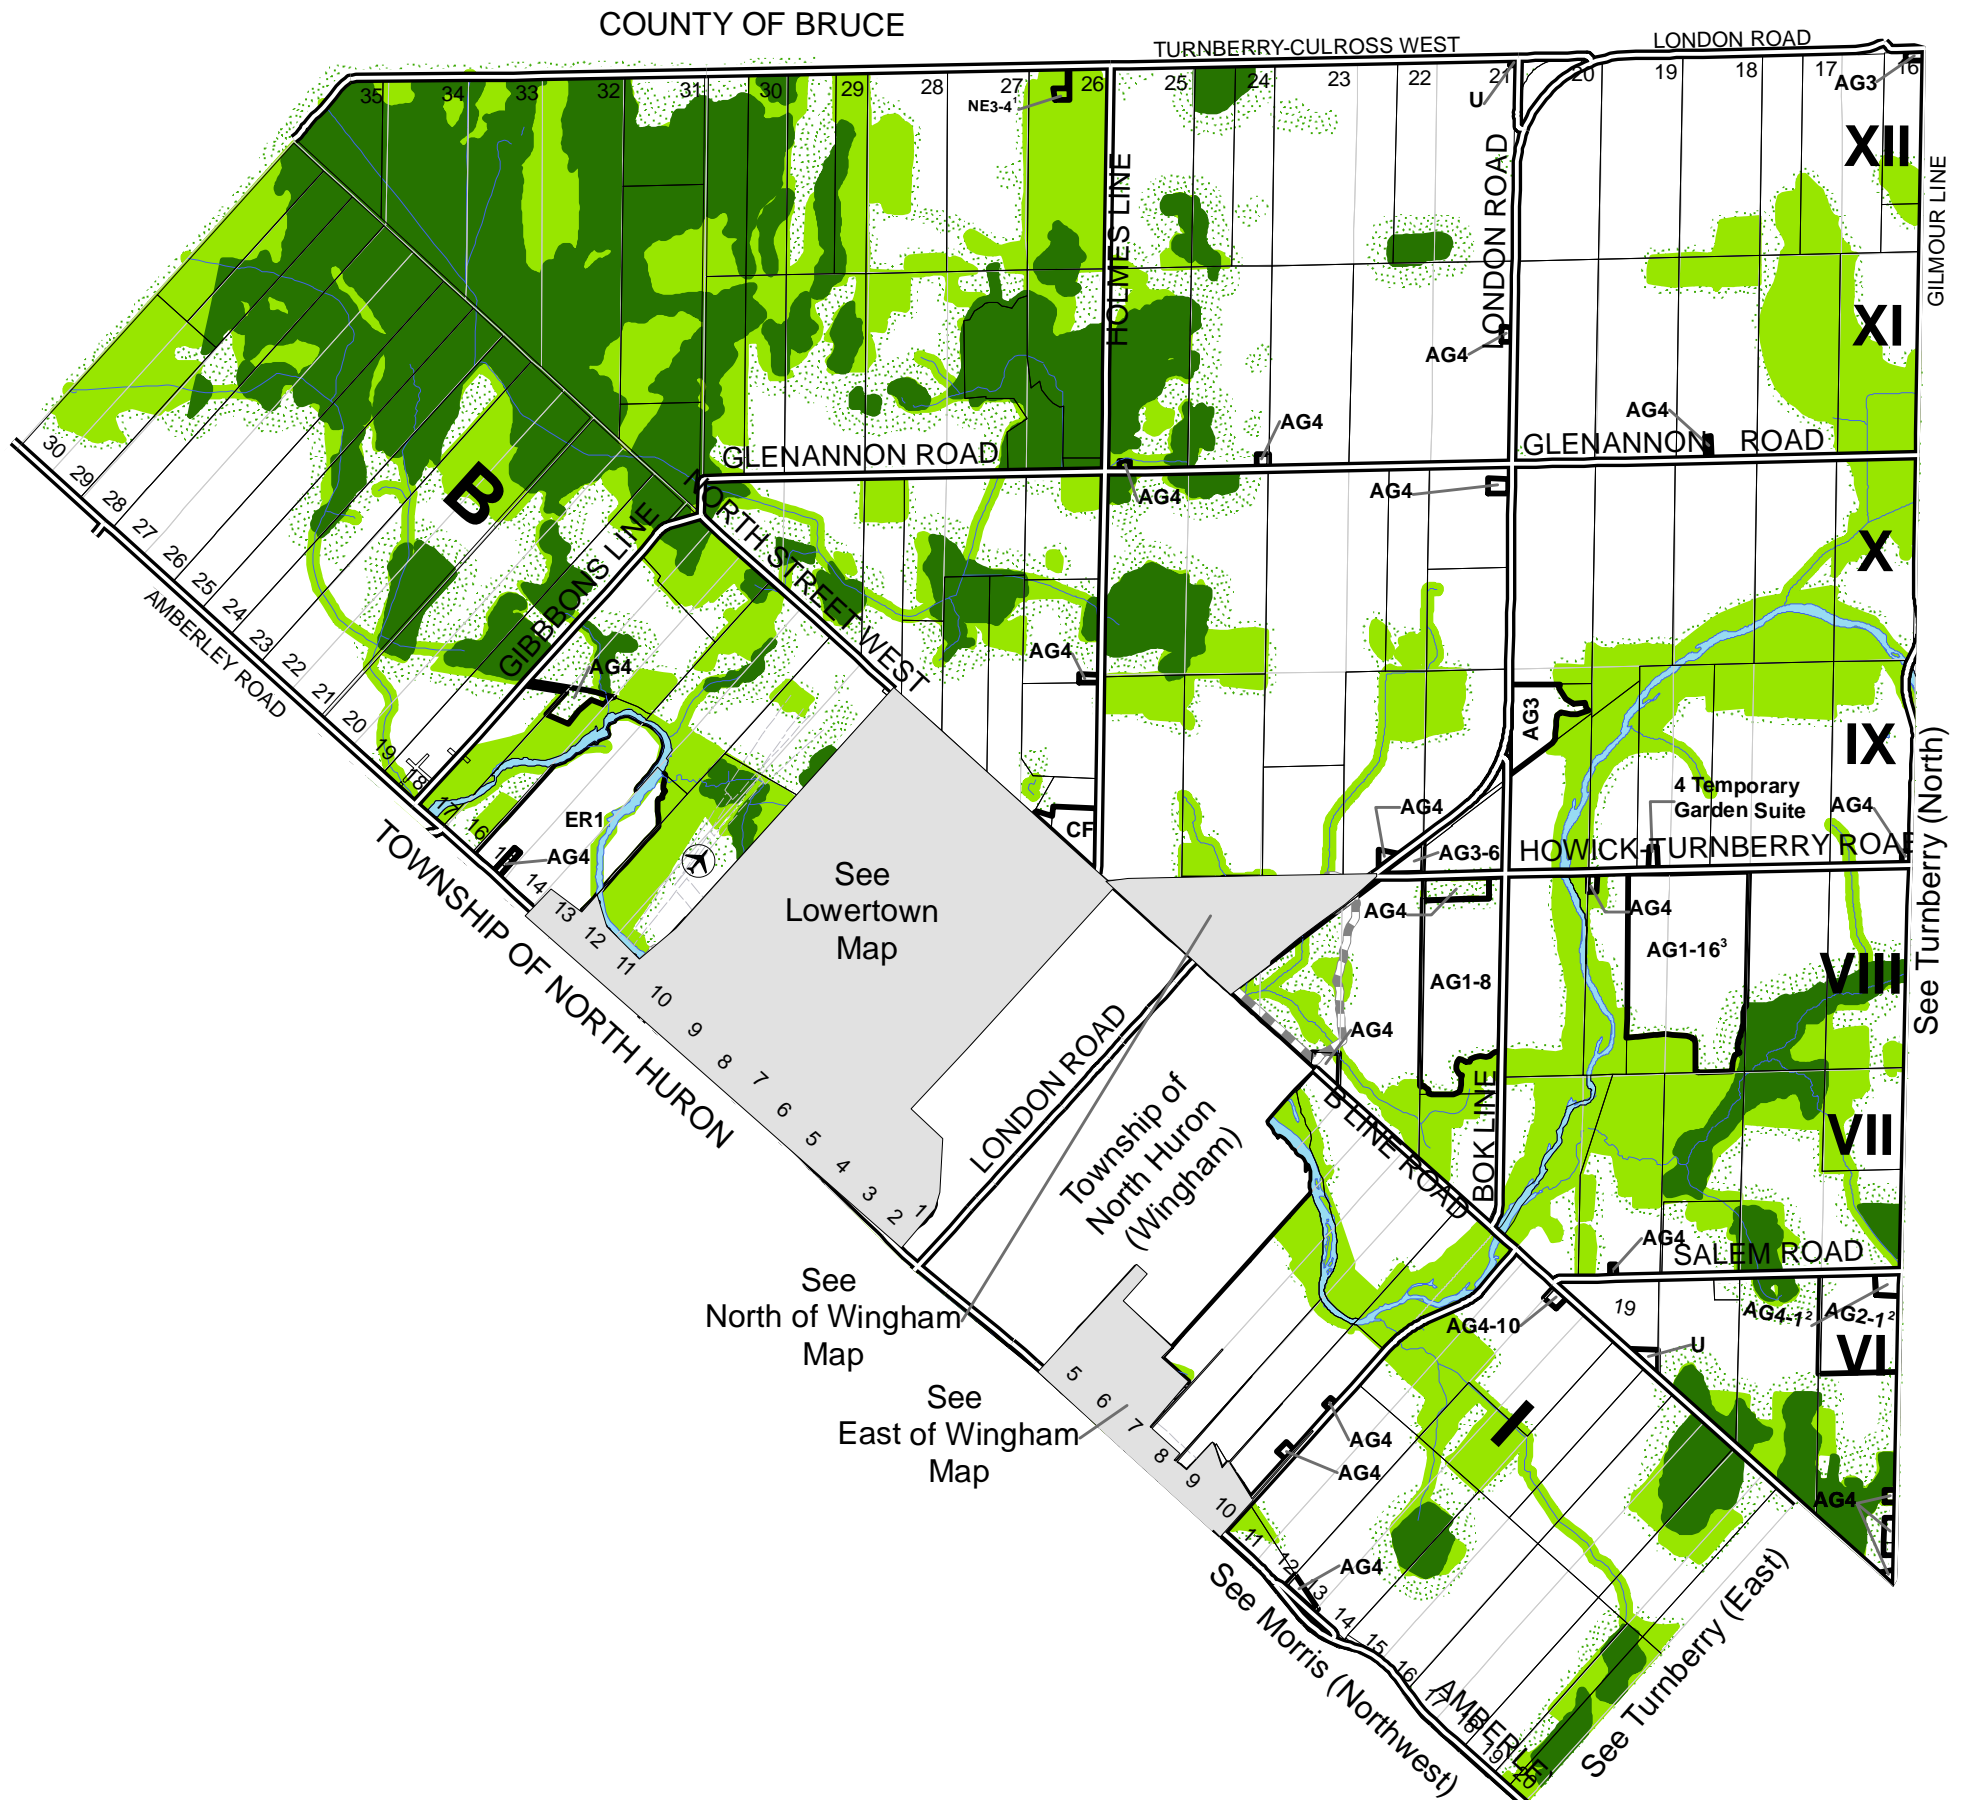 COUNTY OF BRUCE
TURNBERRY-CULROSS WEST
LONDON ROAD
35
34
33
32
31
30
29
28
27
26
25
24
23
22
21
20
19
18
17
16
NE3-4¹
U
AG3
XII
GILMOUR LINE
HOLMES LINE
LONDON ROAD
XI
AG4
AG4
AG4
GLENANNON ROAD
GLENANNON ROAD
AG4
AG4
B
NORTH STREET WEST
GIBBBONS LINE
X
30
29
28
27
26
25
24
23
22
21
20
19
18
17
16
15
14
13
12
11
10
9
8
7
6
5
4
3
2
1
AMBERLEY ROAD
AG4
AG4
AG3
IX
See Turnberry (North)
4 Temporary
Garden Suite
AG4
AG4
ER1
AG4
CF
AG3-6
HOWICK-TURNBERRY ROAD
TOWNSHIP OF NORTH HURON
See
Lowertown
Map
AG4
AG4
AG1-16³
AG1-8
VIII
AG4
LONDON ROAD
Township of
North Huron
(Wingham)
B LINE ROAD
BOK LINE
VII
AG4
SALEM ROAD
See
North of Wingham
Map
AG4-10
19
AG4-1²
AG2-1²
U
VI
See
East of Wingham
Map
5
6
7
8
9
10
11
12
13
14
15
16
17
18
19
20
AG4
AG4
I
AG4
AG4
See Morris (Northwest)
AMBERLE
See Turnberry (East)